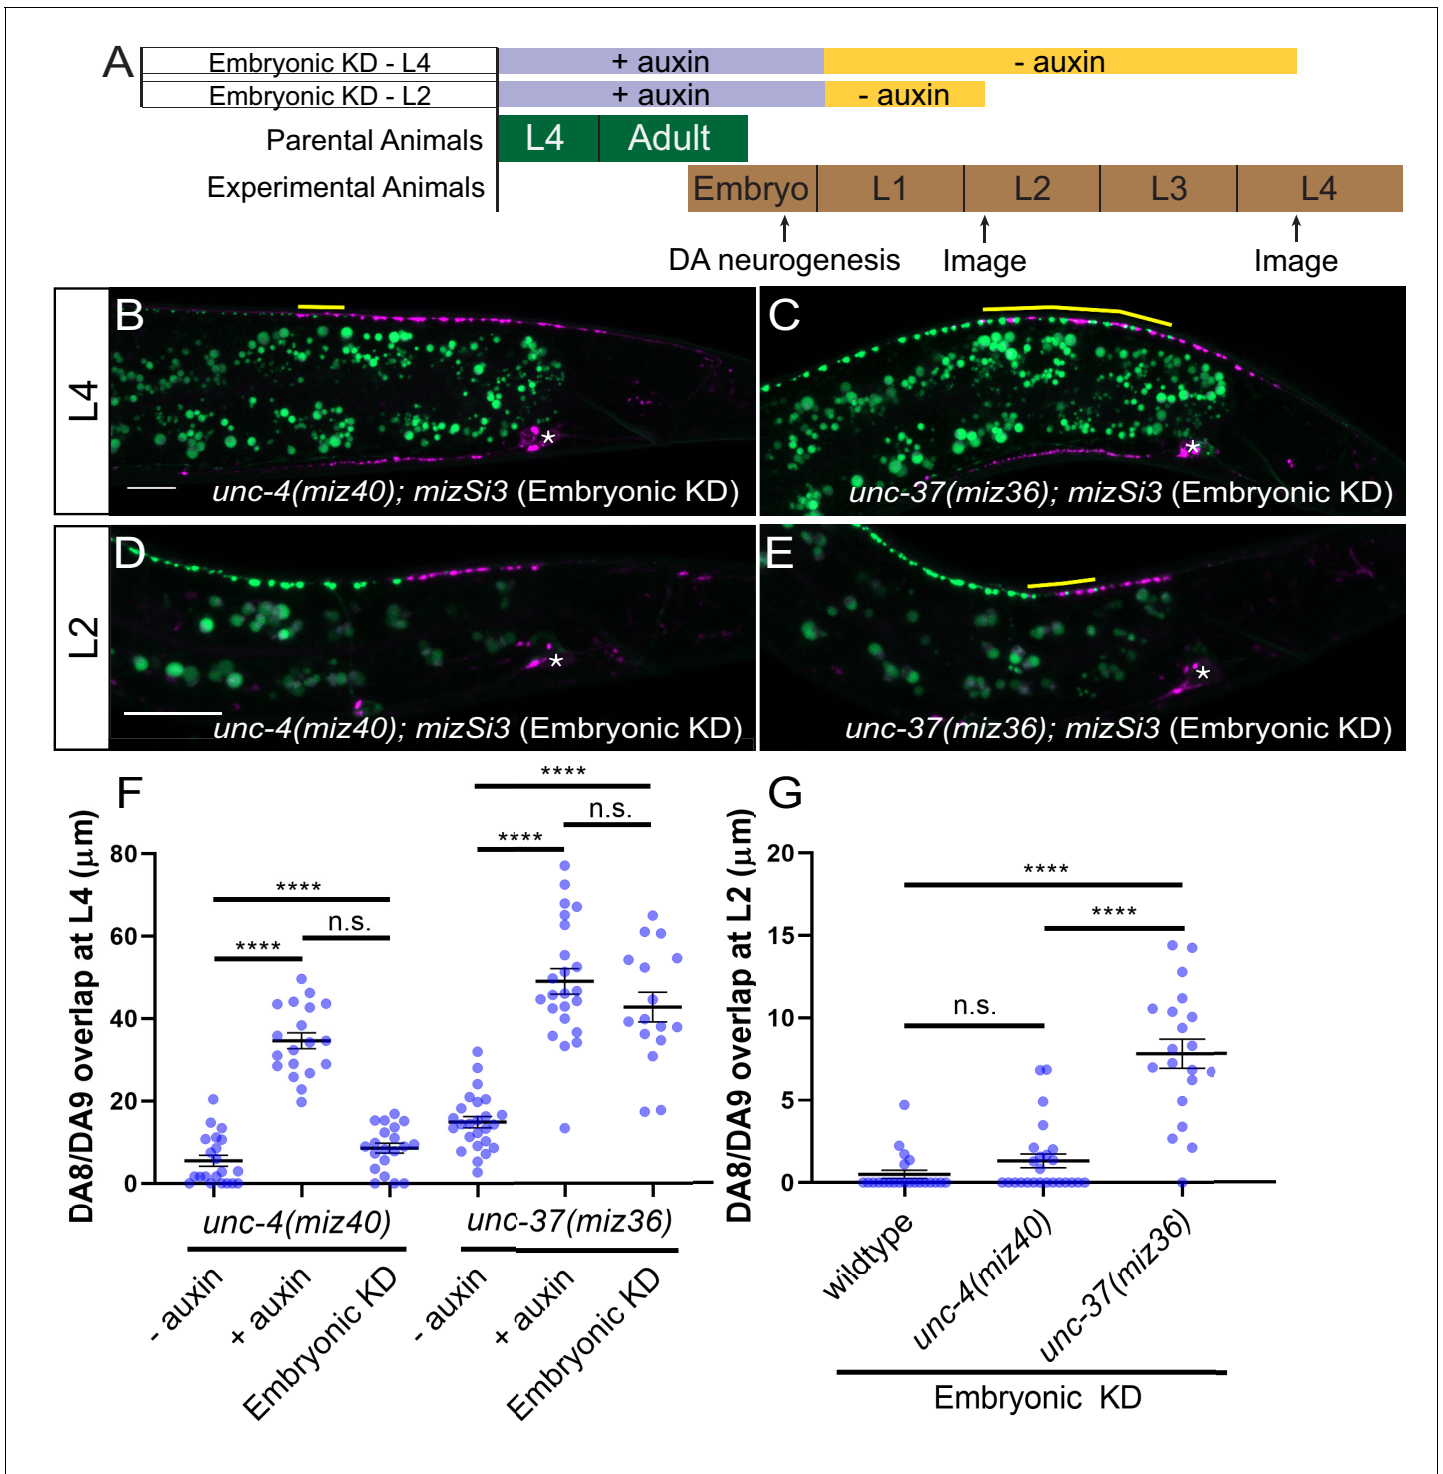 A
Embryonic KD - L4
+ auxin
- auxin
Embryonic KD - L2
+ auxin
- auxin
Parental Animals
L4
Adult
Experimental Animals
Embryo
L1
L2
L3
L4
DA neurogenesis
Image
Image
L4
B
*
unc-4(miz40); mizSi3 (Embryonic KD)
C
*
unc-37(miz36); mizSi3 (Embryonic KD)
L2
D
*
unc-4(miz40); mizSi3 (Embryonic KD)
E
*
unc-37(miz36); mizSi3 (Embryonic KD)
F
DA8/DA9 overlap at L4 (μm)
80
60
40
20
0
****
n.s.
****
****
n.s.
****
unc-4(miz40)
unc-37(miz36)
- auxin
+ auxin
Embryonic KD
- auxin
+ auxin
Embryonic KD
G
DA8/DA9 overlap at L2 (μm)
20
15
10
5
0
****
****
n.s.
wildtype
unc-4(miz40)
unc-37(miz36)
Embryonic KD